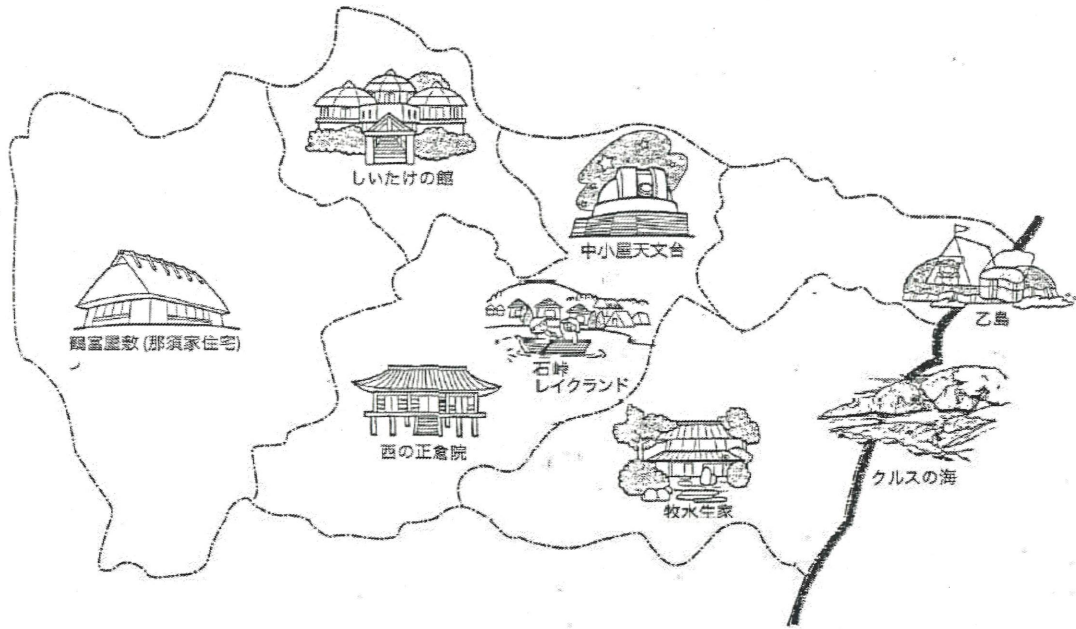 しいたけの館
中小屋天文台
乙島
鶴富屋敷(那須家住宅)
石峠
レイクランド
西の正倉院
クルスの海
牧水生家